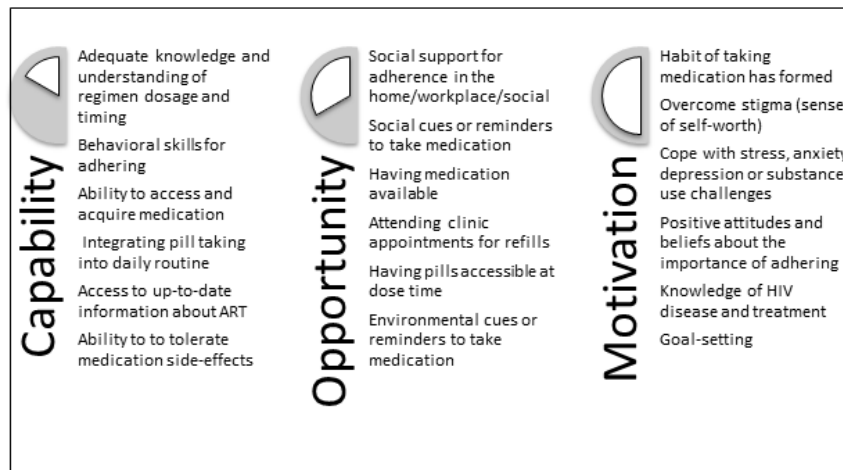 Capability
Adequate knowledge and
understanding of
regimen dosage and
timing
Behavioral skills for
adhering
Ability to access and
acquire medication
Integrating pill taking
into daily routine
Access to up-to-date
information about ART
Ability to to tolerate
medication side-effects
Opportunity
Social support for
adherence in the
home/workplace/social
Social cues or reminders
to take medication
Having medication
available
Attending clinic
appointments for refills
Having pills accessible at
dose time
Environmental cues or
reminders to take
medication
Motivation
Habit of taking
medication has formed
Overcome stigma (sense
of self-worth)
Cope with stress, anxiety
depression or substance
use challenges
Positive attitudes and
beliefs about the
importance of adhering
Knowledge of HIV
disease and treatment
Goal-setting